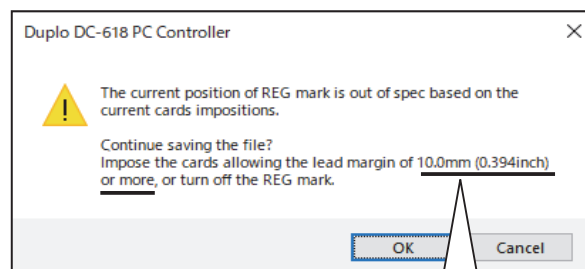 Duplo DC-618 PC Controller
The current position of REG mark is out of spec based on the
current cards impositions.
Continue saving the file?
Impose the cards allowing the lead margin of 10.0mm (0.394inch)
or more, or turn off the REG mark.
OK Cancel